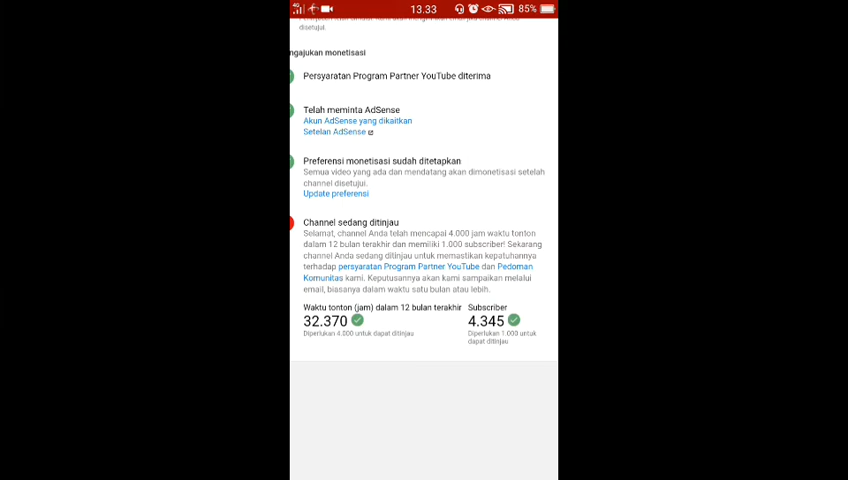 4G 13.33 85%
disetujui.
ngajukan monetisasi
Persyaratan Program Partner YouTube diterima
Telah meminta AdSense
Akun AdSense yang dikaitkan
Setelan AdSense
Preferensi monetisasi sudah ditetapkan
Semua video yang ada dan mendatang akan dimonetisasi setelah
channel disetujui.
Update preferensi
Channel sedang ditinjau
Selamat, channel Anda telah mencapai 4.000 jam waktu tonton
dalam 12 bulan terakhir dan memiliki 1.000 subscriber! Sekarang
channel Anda sedang ditinjau untuk memastikan kepatuhannya
terhadap persyaratan Program Partner YouTube dan Pedoman
Komunitas kami. Keputusannya akan kami sampaikan melalui
email, biasanya dalam waktu satu bulan atau lebih.
Waktu tonton (jam) dalam 12 bulan terakhir Subscriber
32.370 4.345
Diperlukan 4.000 untuk dapat ditinjau Diperlukan 1.000 untuk
dapat ditinjau